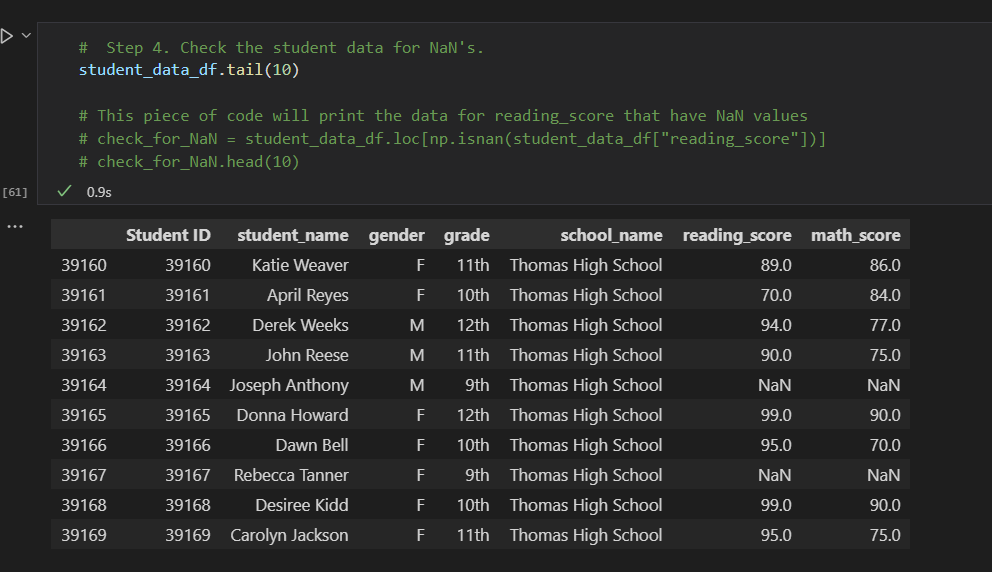 #  Step 4. Check the student data for NaN's.
student_data_df.tail(10)
# This piece of code will print the data for reading_score that have NaN values
# check_for_NaN = student_data_df.loc[np.isnan(student_data_df["reading_score"])]
# check_for_NaN.head(10)
[61] 0.9s
... Student ID student_name gender grade school_name reading_score math_score
39160 39160 Katie Weaver F 11th Thomas High School 89.0 86.0
39161 39161 April Reyes F 10th Thomas High School 70.0 84.0
39162 39162 Derek Weeks M 12th Thomas High School 94.0 77.0
39163 39163 John Reese M 11th Thomas High School 90.0 75.0
39164 39164 Joseph Anthony M 9th Thomas High School NaN NaN
39165 39165 Donna Howard F 12th Thomas High School 99.0 90.0
39166 39166 Dawn Bell F 10th Thomas High School 95.0 70.0
39167 39167 Rebecca Tanner F 9th Thomas High School NaN NaN
39168 39168 Desiree Kidd F 10th Thomas High School 99.0 90.0
39169 39169 Carolyn Jackson F 11th Thomas High School 95.0 75.0